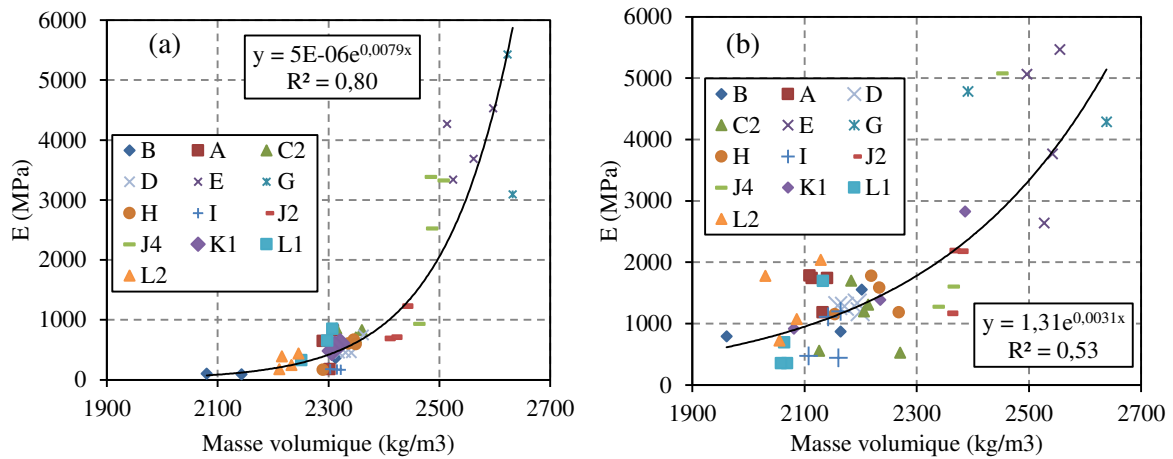 (a)
y = 5E-06e^0,0079x
R² = 0,80
B A C2
D E G
H I J2
J4 K1 L1
L2
6000
5000
4000
3000
2000
1000
0
E (MPa)
1900 2100 2300 2500 2700
Masse volumique (kg/m3)
(b)
B A D
C2 E G
H I J2
J4 K1 L1
L2
y = 1,31e^0,0031x
R² = 0,53
6000
5000
4000
3000
2000
1000
0
E (MPa)
1900 2100 2300 2500 2700
Masse volumique (kg/m3)